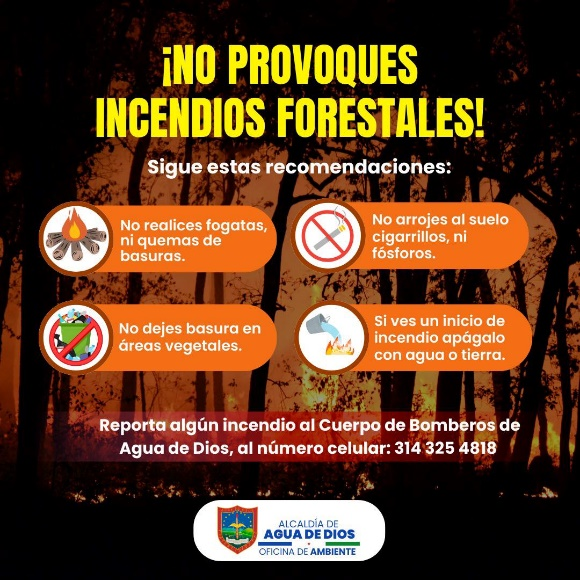 ¡NO PROVOQUES
INCENDIOS FORESTALES!
Sigue estas recomendaciones:
No realices fogatas,
ni quemas de
basuras.
No arrojes al suelo
cigarrillos, ni
fósforos.
No dejes basura en
áreas vegetales.
Si ves un inicio de
incendio apágalo
con agua o tierra.
Reporta algún incendio al Cuerpo de Bomberos de
Agua de Dios, al número celular: 314 325 4818
ALCALDÍA DE
AGUA DE DIOS
OFICINA DE AMBIENTE